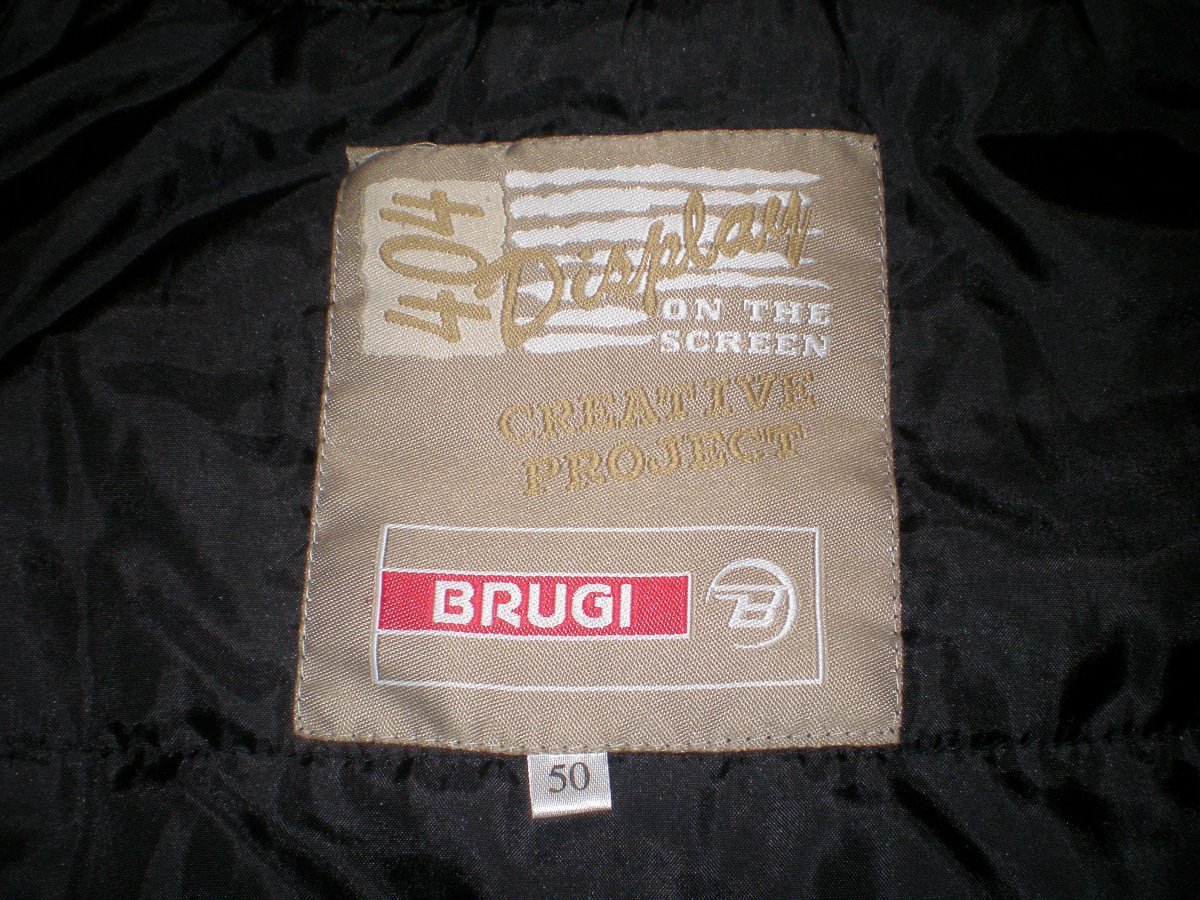 404
Display
ON THE
SCREEN
CREATIVE
PROJECT
BRUGI
B
50